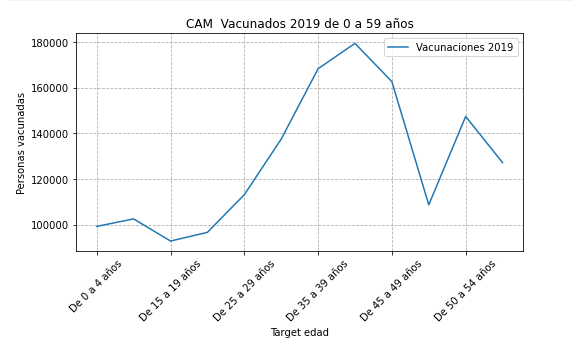 CAM  Vacunados 2019 de 0 a 59 años
Vacunaciones 2019
180000
160000
140000
120000
100000
Personas vacunadas
De 0 a 4 años
De 15 a 19 años
De 25 a 29 años
De 35 a 39 años
De 45 a 49 años
De 50 a 54 años
Target edad